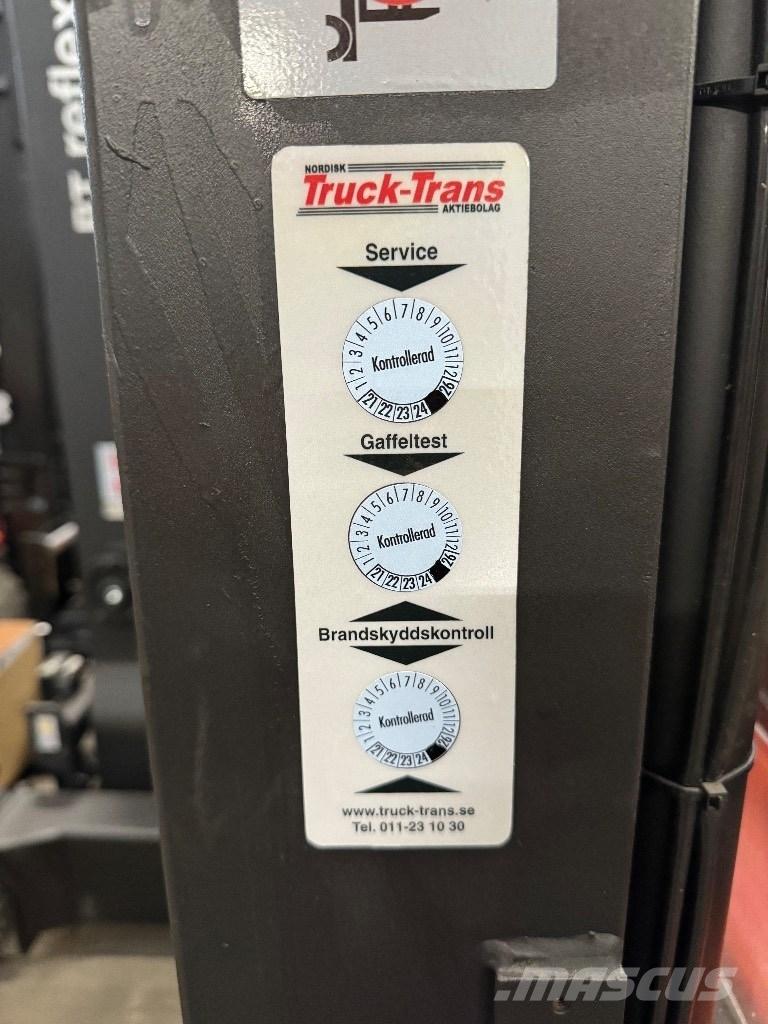 RT reflex
NORDISK
Truck-Trans
AKTIEBOLAG
Service
1 2 3 4 5 6 7 8 9 10 11 12
Kontrollerad
21 22 23 24 26
Gaffeltest
1 2 3 4 5 6 7 8 9 10 11 12
Kontrollerad
21 22 23 24 26
Brandskyddskontroll
1 2 3 4 5 6 7 8 9 10 11 12
Kontrollerad
21 22 23 24 26
www.truck-trans.se
Tel. 011-23 10 30
MASCUS